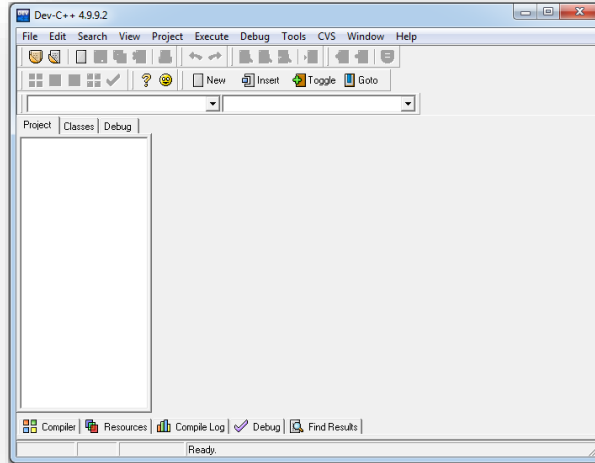 Dev-C++ 4.9.9.2
File Edit Search View Project Execute Debug Tools CVS Window Help
New Insert Toggle Goto
Project Classes Debug
Compiler Resources Compile Log Debug Find Results
Ready.